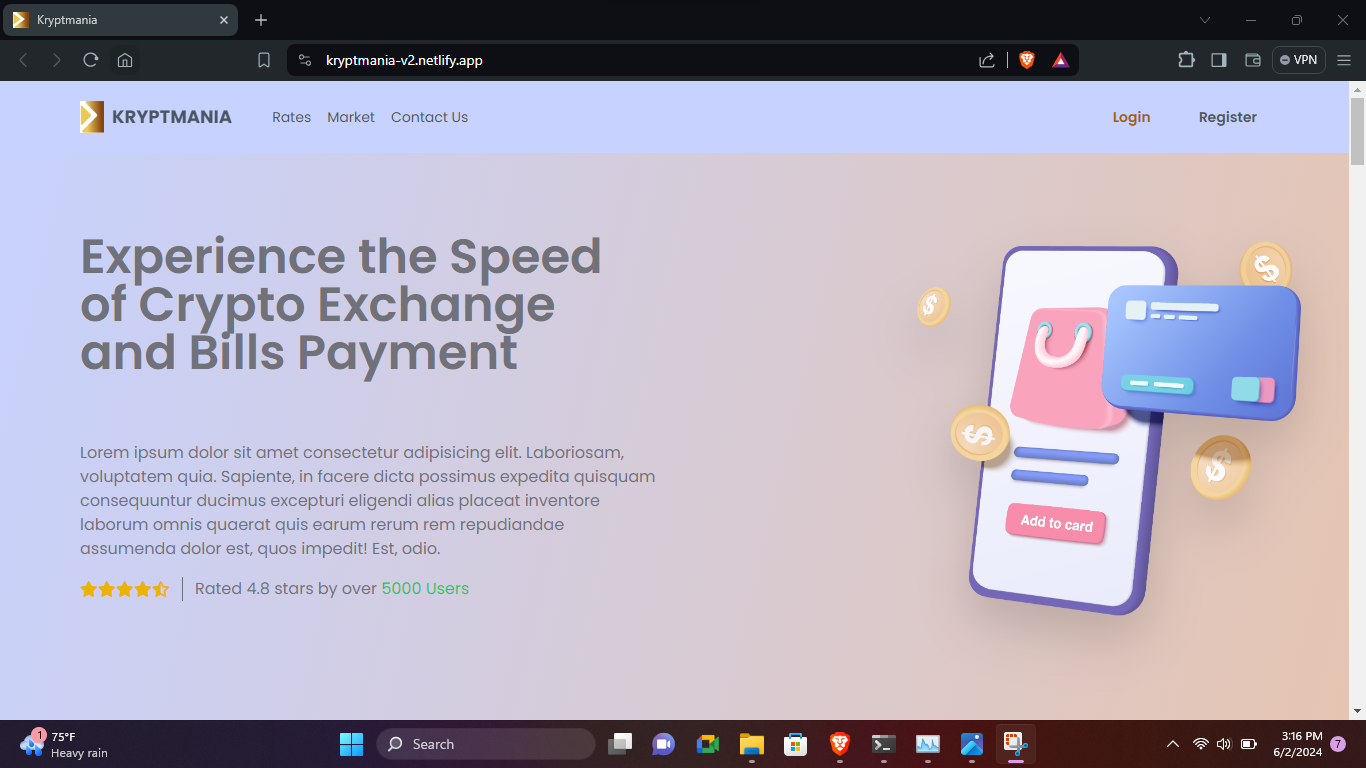 Kryptmania
kryptmania-v2.netlify.app
VPN
KRYPTMANIA
Rates
Market
Contact Us
Login
Register
Experience the Speed
of Crypto Exchange
and Bills Payment
Lorem ipsum dolor sit amet consectetur adipisicing elit. Laboriosam,
voluptatem quia. Sapiente, in facere dicta possimus expedita quisquam
consequuntur ducimus excepturi eligendi alias placeat inventore
laborum omnis quaerat quis earum rerum rem repudiandae
assumenda dolor est, quos impedit! Est, odio.
Rated 4.8 stars by over 5000 Users
$
$
$
$
Add to card
1
75°F
Heavy rain
Search
3:16 PM
6/2/2024
7